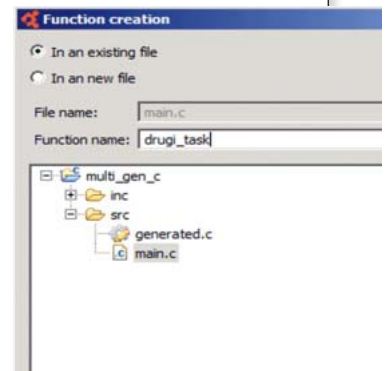 Function creation
In an existing file
In an new file
File name: main.c
Function name: drugi_task
multi_gen_c
inc
src
generated.c
main.c